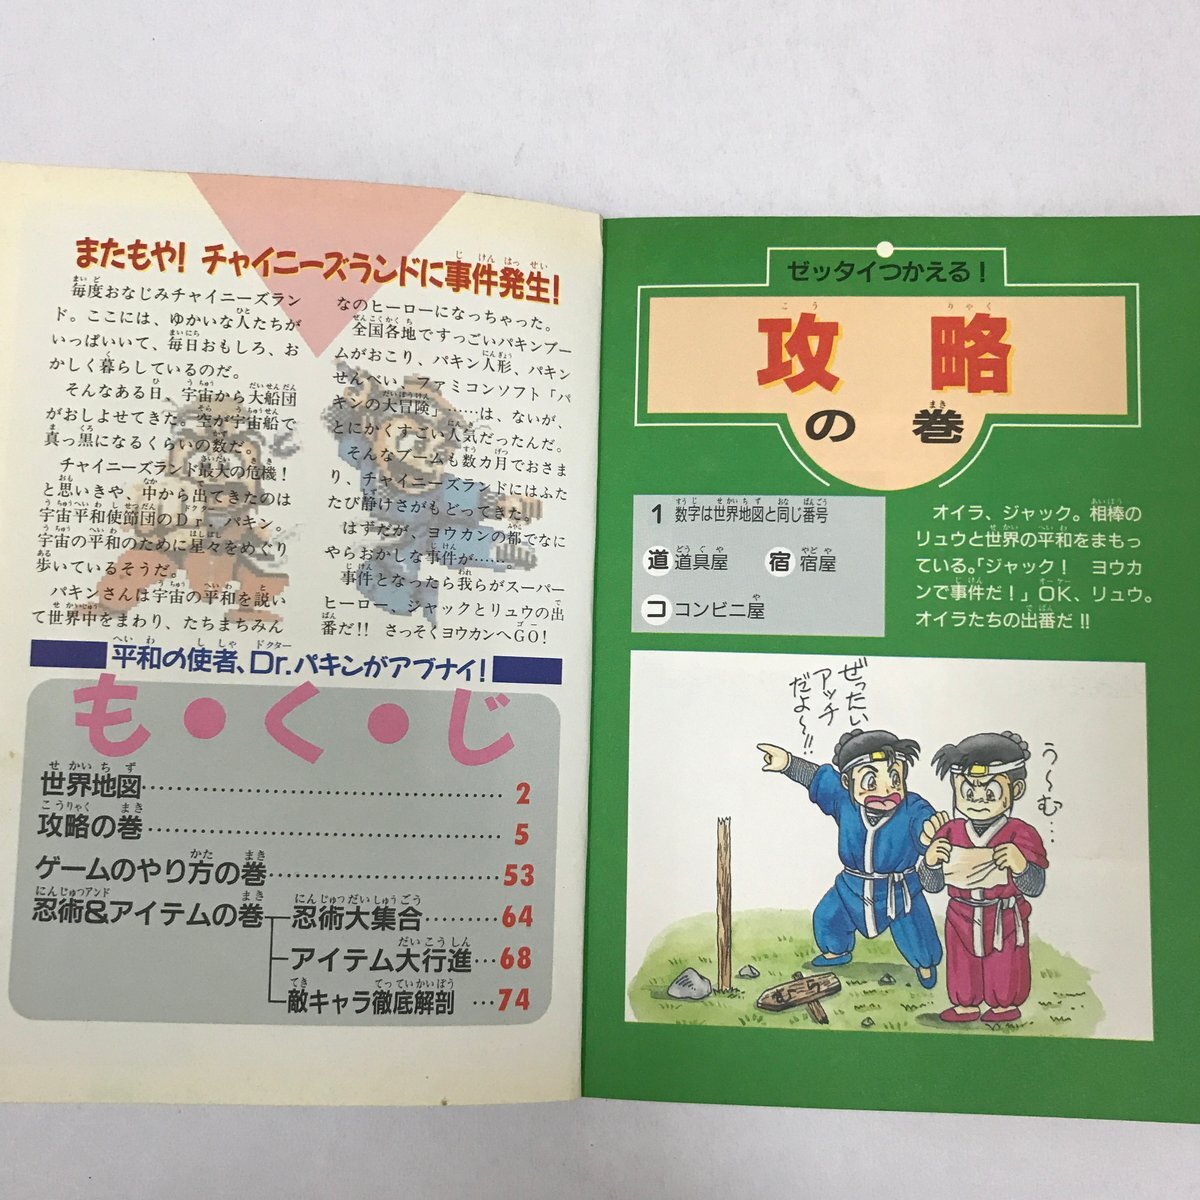 またもや! チャイニーズランドに事件発生!
毎度おなじみチャイニーズラン
ド。ここには、ゆかいな人たちが
いっぱいいて、毎日おもしろ、お
かしく暮らしているのだ。
そんなある日、宇宙から大船団
がおしよせてきた。空が宇宙船で
真っ黒になるくらいの数だ。
チャイニーズランド最大の危機!
と思いきや、中から出てきたのは
宇宙平和使節団のDr. パキン。
宇宙の平和のために星々をめぐり
歩いているそうだ。
パキンさんは宇宙の平和を説い
て世界中をまわり、たちまちみん
なのヒーローになっちゃった。
全国各地ですっごいパキンブー
ムがおこり、パキン人形、パキン
せんべい、ファミコンソフト「パ
キンの大冒険」……は、ないが、
とにかくすごい人気だったんだ。
そんなブームも数カ月でおさま
り、チャイニーズランドにはふた
たび静けさがもどってきた。
はずだが、ヨウカンの都でなに
やらおかしな事件が……。
事件となったら我らがスーパー
ヒーロー、ジャックとリュウの出
番だ!! さっそくヨウカンへGO!
平和の使者、Dr.パキンがアブナイ!
も・く・じ
世界地図……2
攻略の巻……5
ゲームのやり方の巻……53
忍術&アイテムの巻
忍術大集合……64
アイテム大行進…68
敵キャラ徹底解剖…74
ゼッタイつかえる!
攻略
の巻
1 数字は世界地図と同じ番号
道 道具屋 宿 宿屋
コ コンビニ屋
オイラ、ジャック。相棒の
リュウと世界の平和をまもっ
ている。「ジャック! ヨウカ
ンで事件だ!」OK、リュウ。
オイラたちの出番だ!!
ぜったい
アッチ
だよ〜!!
う〜む…